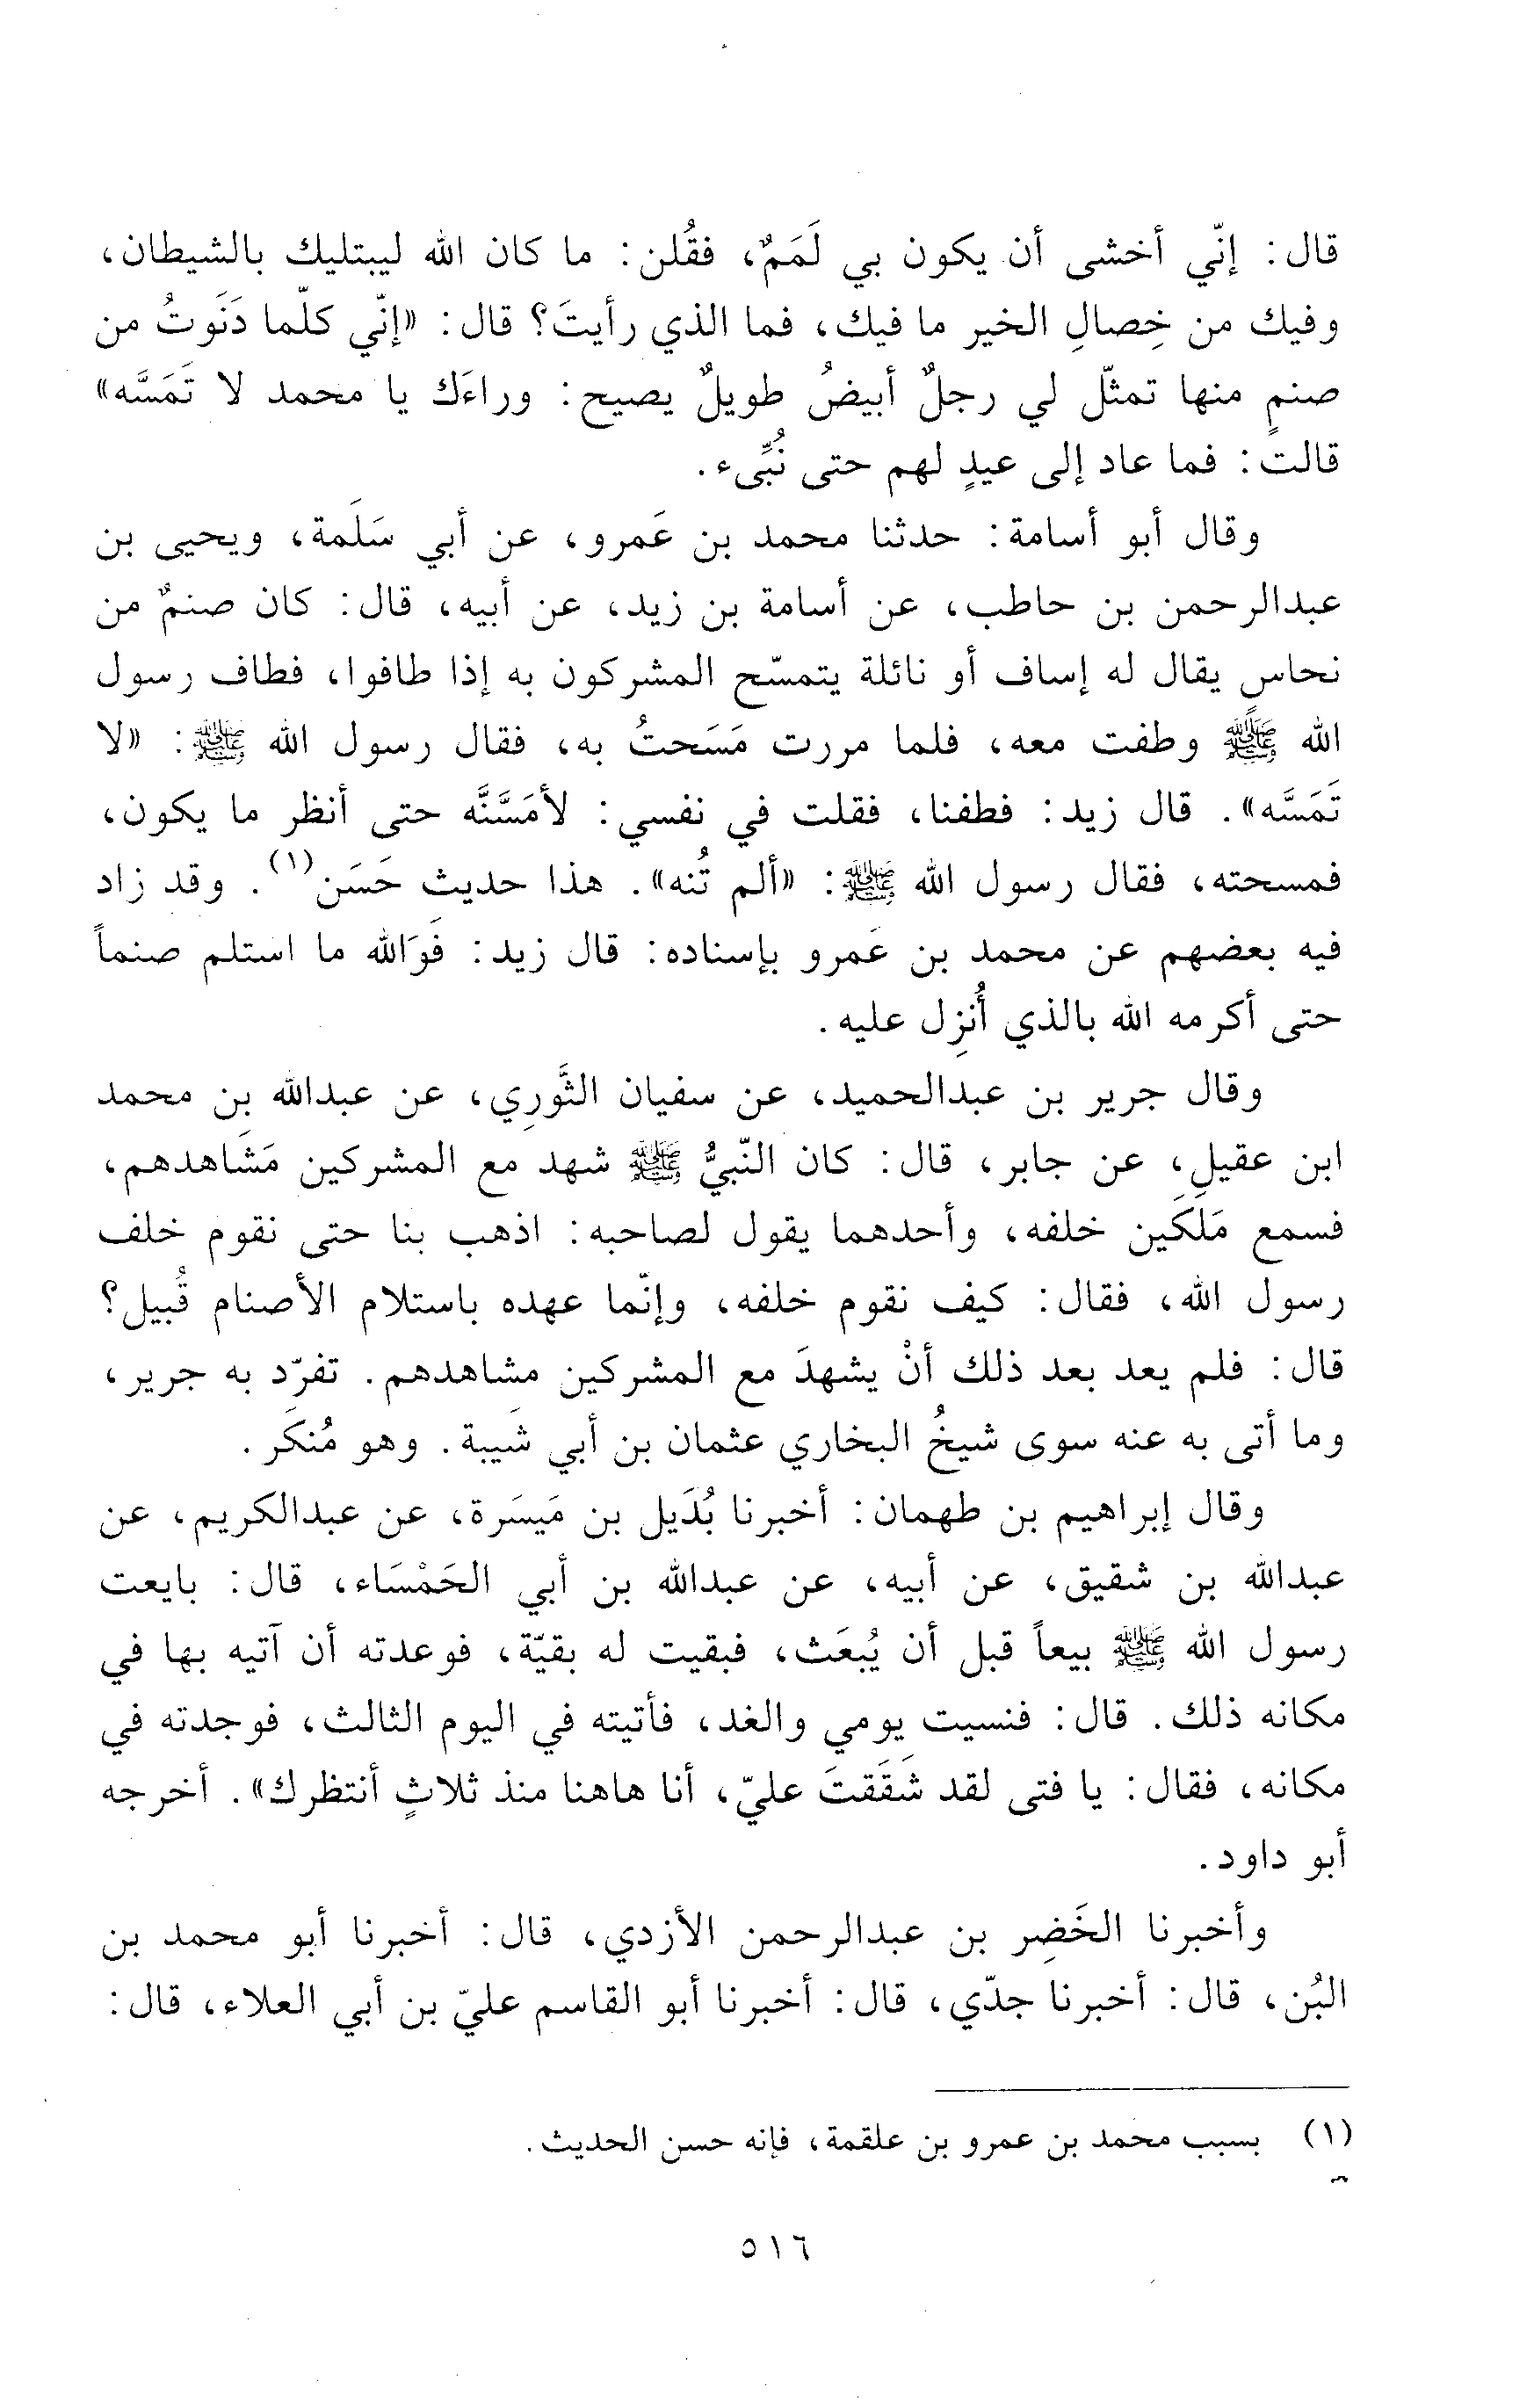 قال: إنّي أخشى أن يكون بي لَمَمٌ، فقُلن: ما كان الله ليبتليك بالشيطان،
وفيك من خِصالِ الخير ما فيك، فما الذي رأيتَ؟ قال: «إنّي كلّما دَنَوتُ من
صنمٍ منها تمثّل لي رجلٌ أبيضُ طويلٌ يصيح: وراءَك يا محمد لا تَمَسَّه»
قالت: فما عاد إلى عيدٍ لهم حتى نُبِّىء.
وقال أبو أسامة: حدثنا محمد بن عَمرو، عن أبي سَلَمة، ويحيى بن
عبدالرحمن بن حاطب، عن أسامة بن زيد، عن أبيه، قال: كان صنمٌ من
نحاسٍ يقال له إساف أو نائلة يتمسّح المشركون به إذا طافوا، فطاف رسول
الله ﷺ وطفت معه، فلما مررت مَسَحتُ به، فقال رسول الله ﷺ: «لا
تَمَسَّه». قال زيد: فطفنا، فقلت في نفسي: لأمَسَّنَّه حتى أنظر ما يكون،
فمسحته، فقال رسول الله ﷺ: «ألم تُنه». هذا حديث حَسَن(١). وقد زاد
فيه بعضهم عن محمد بن عَمرو بإسناده: قال زيد: فَوَالله ما استلم صنماً
حتى أكرمه الله بالذي أُنزِل عليه.
وقال جرير بن عبدالحميد، عن سفيان الثَّورِي، عن عبدالله بن محمد
ابن عقيلٍ، عن جابر، قال: كان النّبيُّ ﷺ شهد مع المشركين مَشَاهدهم،
فسمع مَلَكَين خلفه، وأحدهما يقول لصاحبه: اذهب بنا حتى نقوم خلف
رسول الله، فقال: كيف نقوم خلفه، وإنّما عهده باستلام الأصنام قُبيل؟
قال: فلم يعد بعد ذلك أنْ يشهدَ مع المشركين مشاهدهم. تفرّد به جرير،
وما أتى به عنه سوى شيخُ البخاري عثمان بن أبي شَيبة. وهو مُنكَر.
وقال إبراهيم بن طهمان: أخبرنا بُدَيل بن مَيسَرة، عن عبدالكريم، عن
عبدالله بن شقيق، عن أبيه، عن عبدالله بن أبي الحَمْسَاء، قال: بايعت
رسول الله ﷺ بيعاً قبل أن يُبعَث، فبقيت له بقيّة، فوعدته أن آتيه بها في
مكانه ذلك. قال: فنسيت يومي والغد، فأتيته في اليوم الثالث، فوجدته في
مكانه، فقال: يا فتى لقد شَقَقتَ عليّ، أنا هاهنا منذ ثلاثٍ أنتظرك». أخرجه
أبو داود.
وأخبرنا الخَضِر بن عبدالرحمن الأزدي، قال: أخبرنا أبو محمد بن
البُن، قال: أخبرنا جدّي، قال: أخبرنا أبو القاسم عليّ بن أبي العلاء، قال:
(١) بسبب محمد بن عمرو بن علقمة، فإنه حسن الحديث.
٥١٦